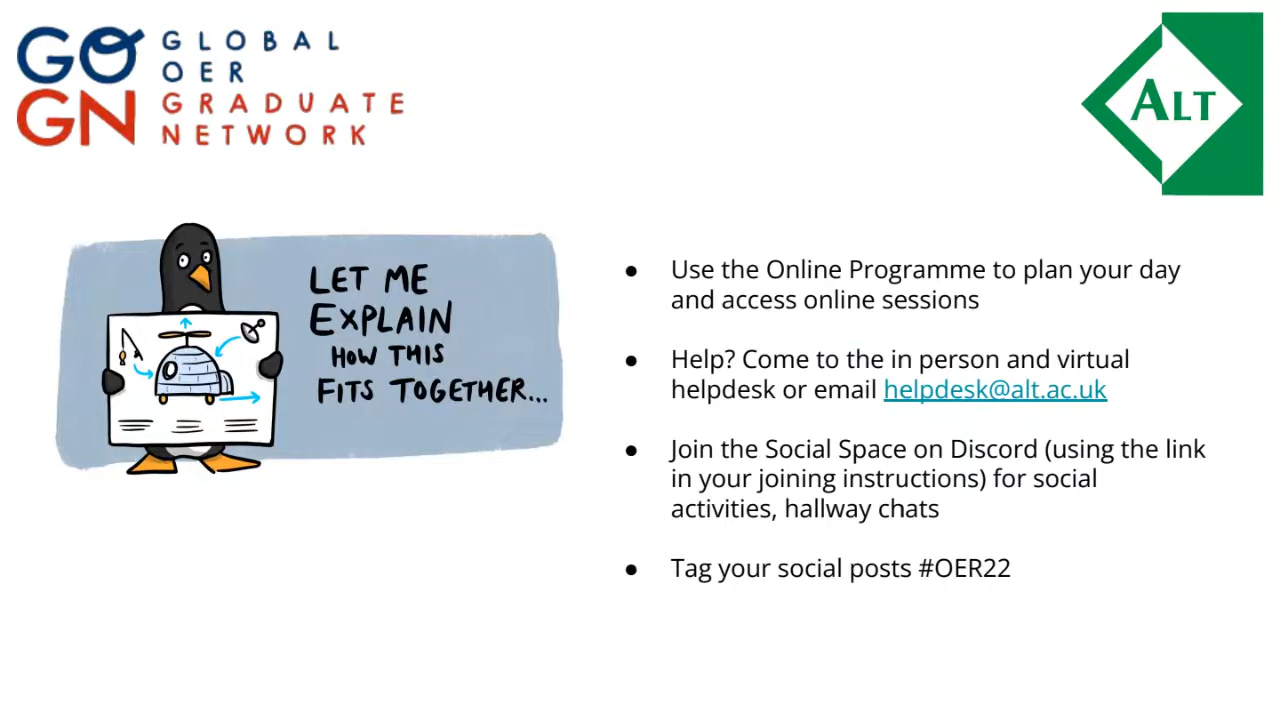 GO GLOBAL
OER
GN GRADUATE
NETWORK
ALT
LET ME
EXPLAIN
HOW THIS
FITS TOGETHER...
● Use the Online Programme to plan your day
and access online sessions
● Help? Come to the in person and virtual
helpdesk or email helpdesk@alt.ac.uk
● Join the Social Space on Discord (using the link
in your joining instructions) for social
activities, hallway chats
● Tag your social posts #OER22